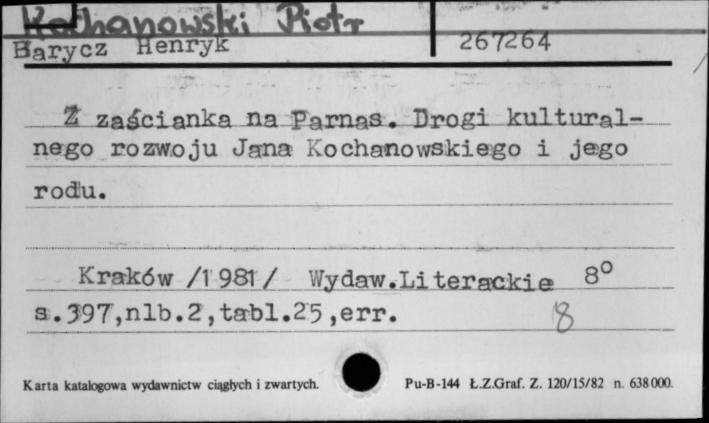 Kochanowski Piotr
Barycz Henryk 267264
Z zaścianka na Parnas. Drogi kultural-
nego rozwoju Jana Kochanowskiego i jego
rodu.
Kraków /1981/ Wydaw.Literackie 8°
s.397,nlb.2,tabl.25,err.
8
Karta katalogowa wydawnictw ciągłych i zwartych. Pu-B-144 Ł.Z.Graf. Z. 120/15/82 n. 638000.